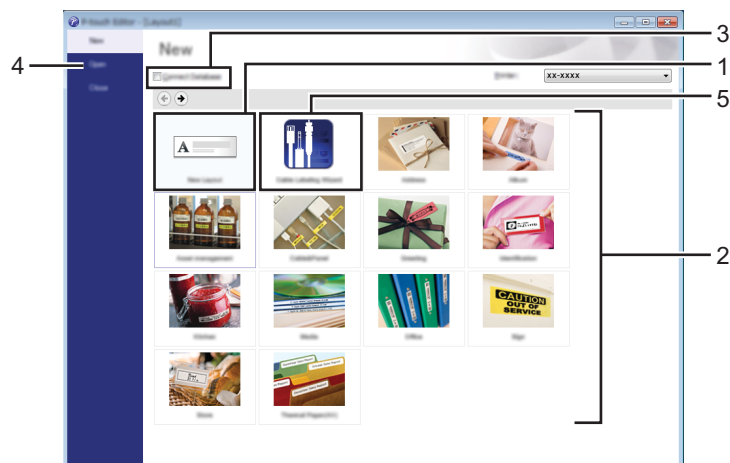 P-touch Editor - [Layout1]
3
New
New
4
Open
1
Connect Database
Printer:
XX-XXXX
Close
5
A
New Layout
Cable Labeling Wizard
Address
Album
Asset management
Cable&Panel
Greeting
Identification
2
CAUTION
OUT OF
SERVICE
Kitchen
Media
Office
Sign
Store
Thermal Paper(RJ)